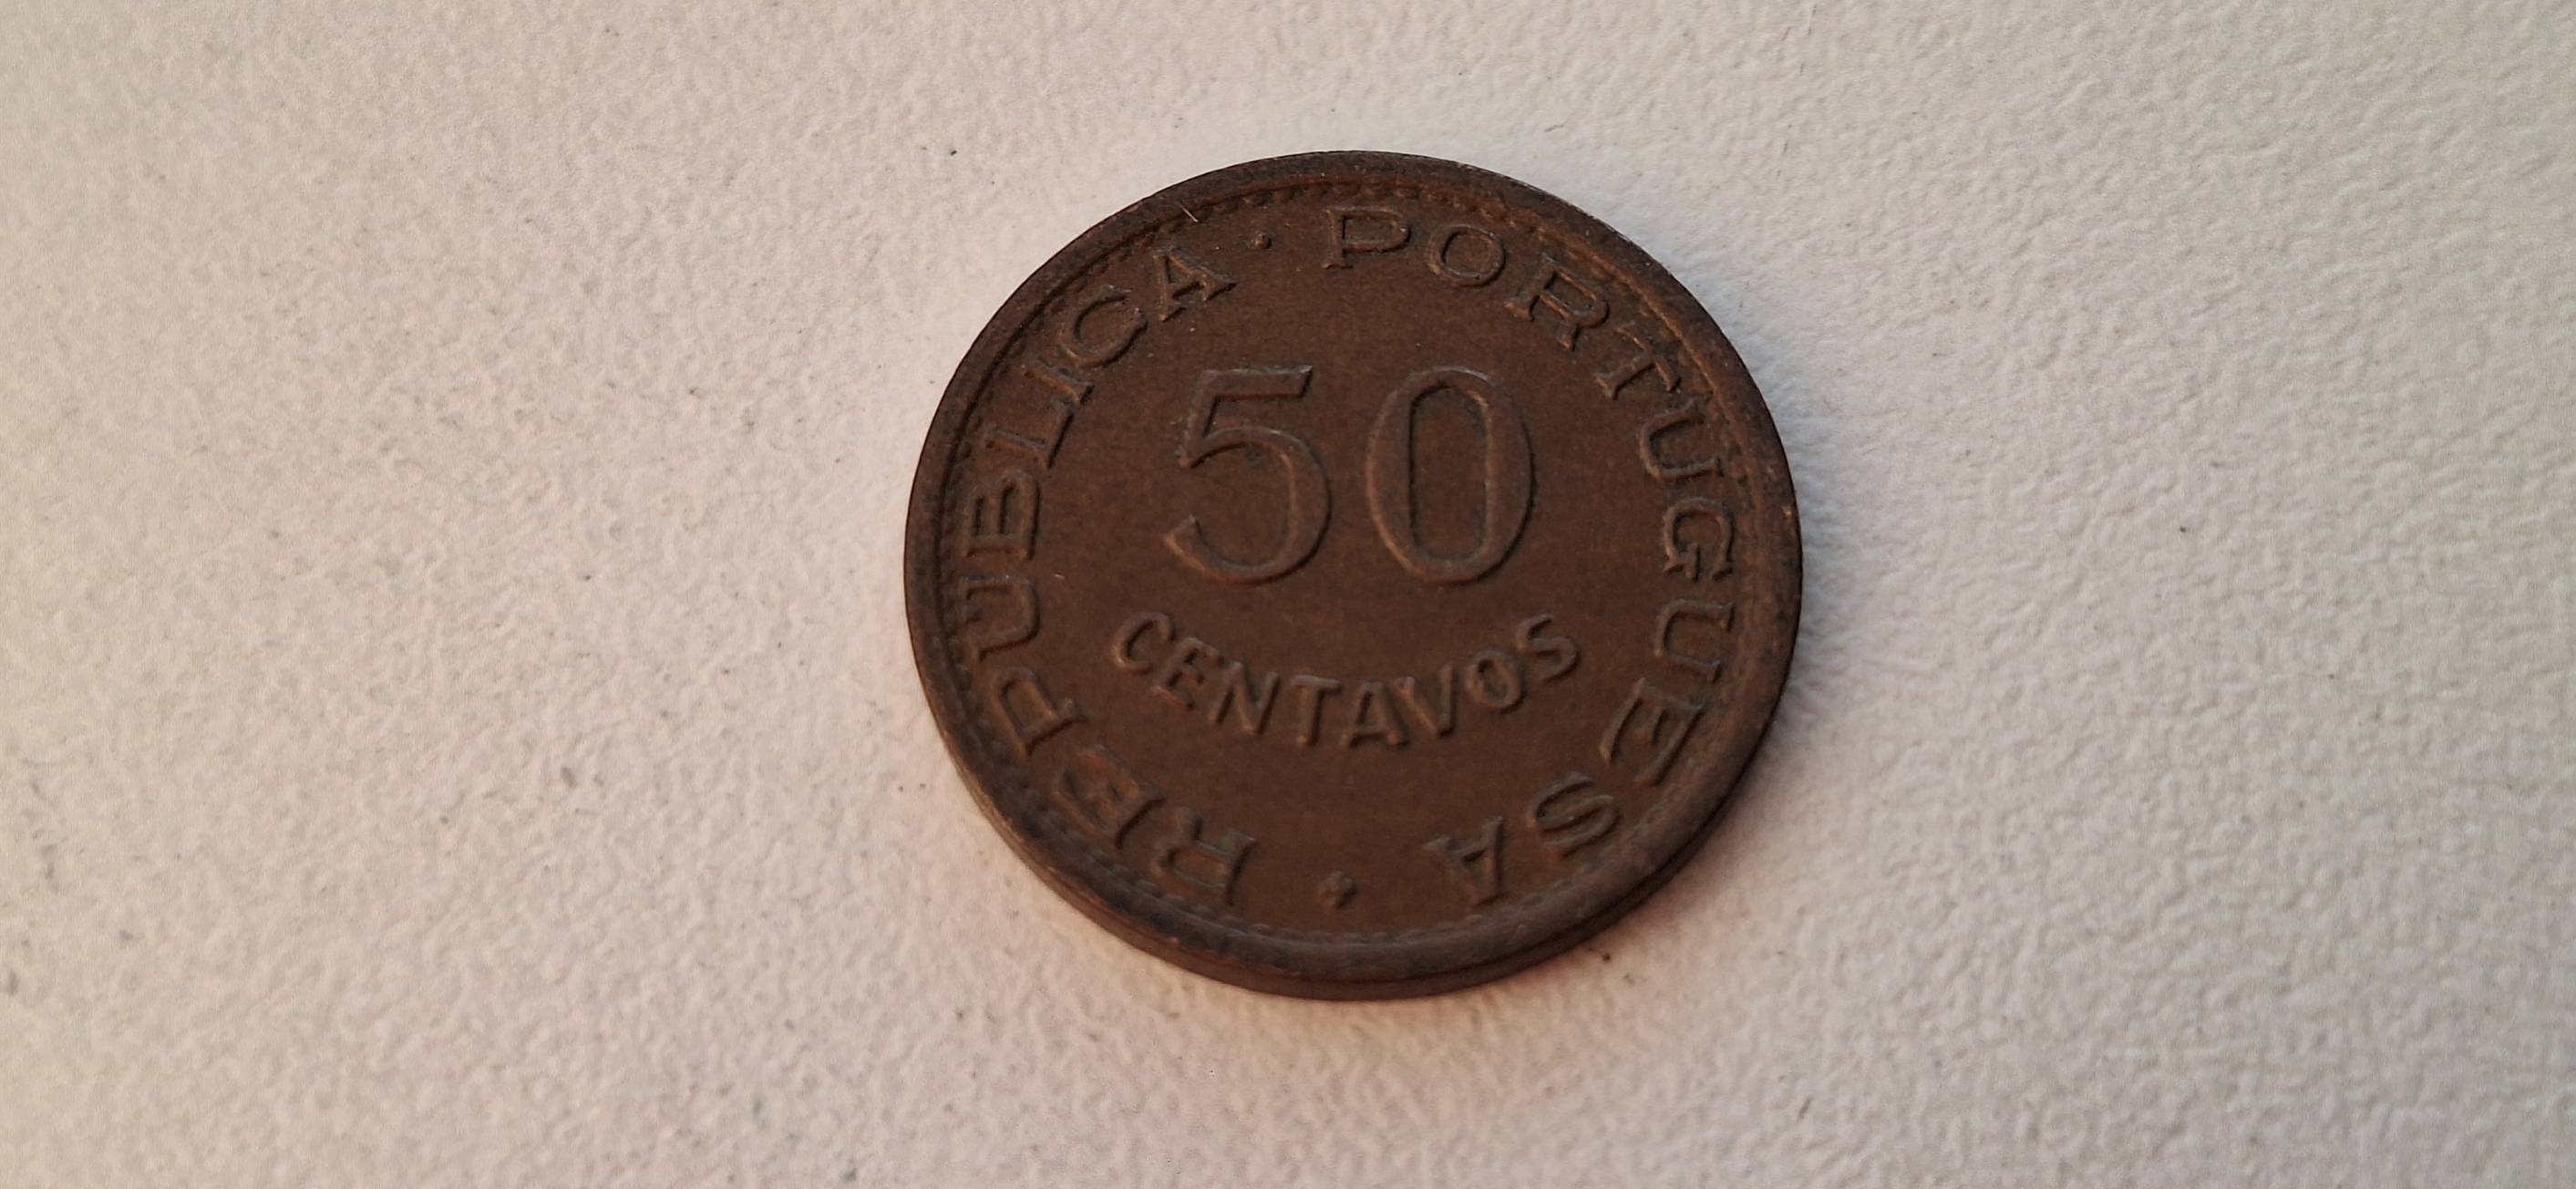 REPUBLICA · PORTUGUESA
50
CENTAVOS